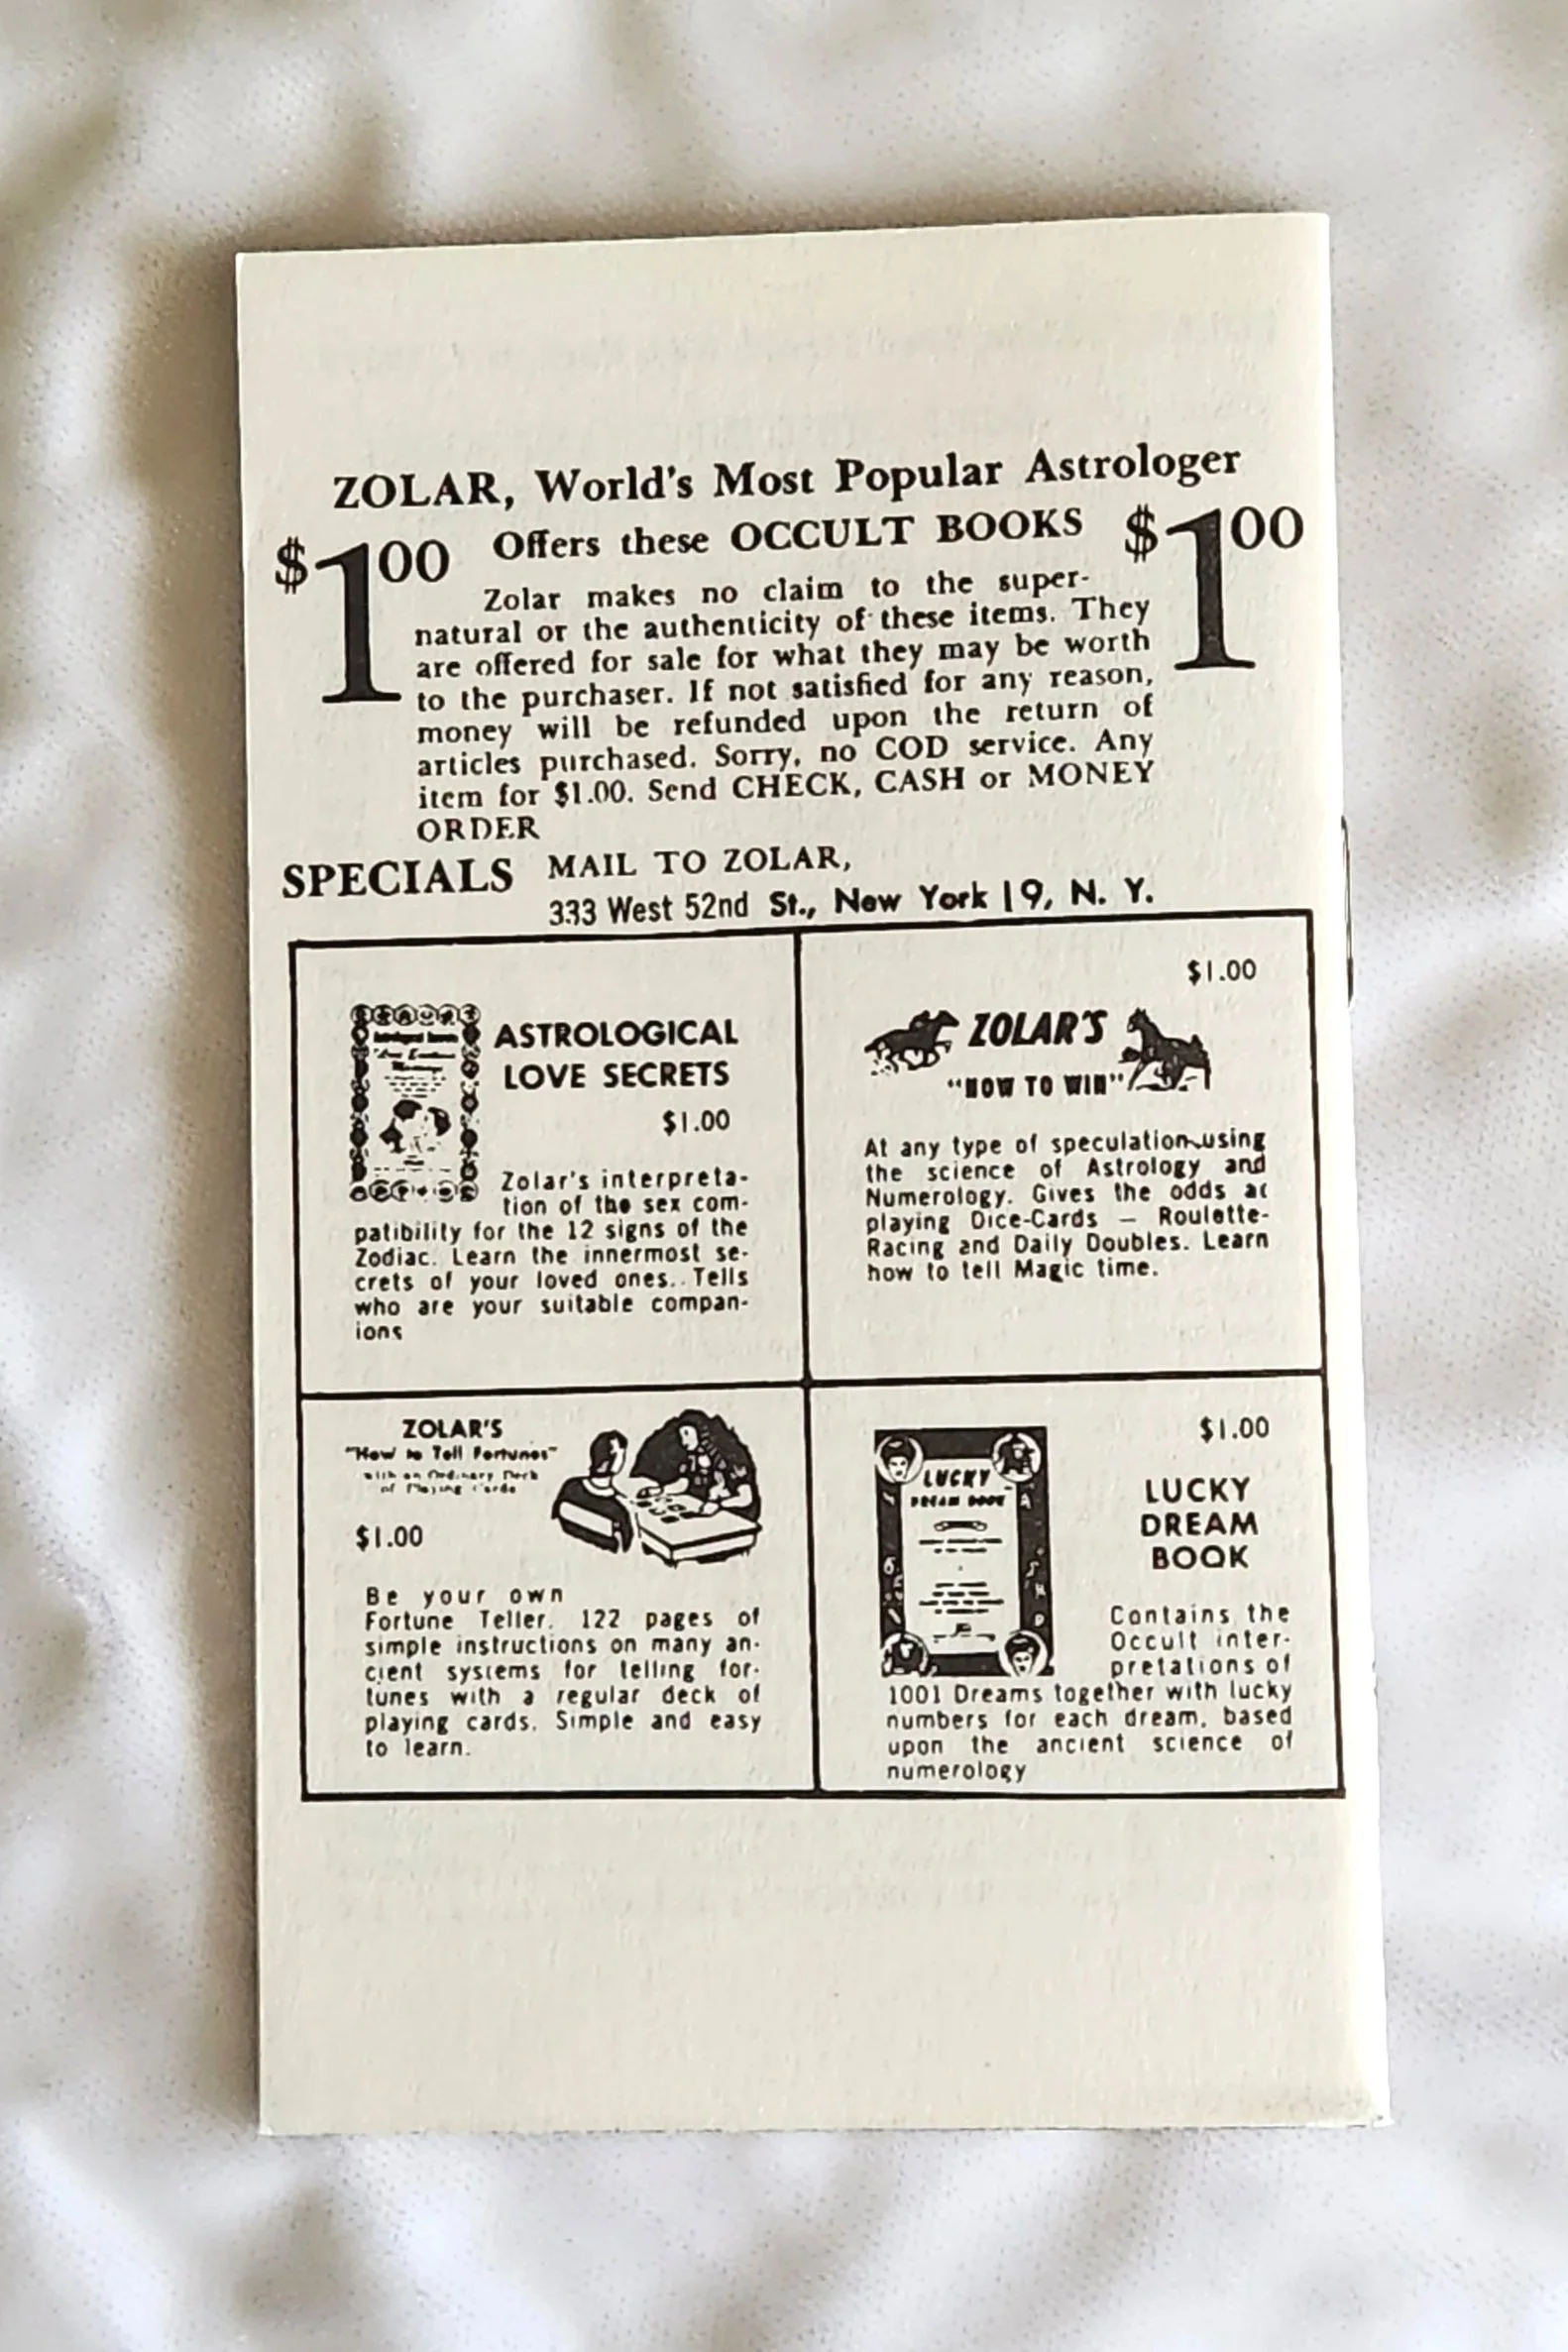 ZOLAR, World's Most Popular Astrologer
$1.00 Offers these OCCULT BOOKS $1.00
Zolar makes no claim to the super-
natural or the authenticity of these items. They
are offered for sale for what they may be worth
to the purchaser. If not satisfied for any reason,
money will be refunded upon the return of
articles purchased. Sorry, no COD service. Any
item for $1.00. Send CHECK, CASH or MONEY
ORDER
SPECIALS MAIL TO ZOLAR,
333 West 52nd St., New York 19, N. Y.
ASTROLOGICAL
LOVE SECRETS
$1.00
Zolar's interpreta-
tion of the sex com-
patibility for the 12 signs of the
Zodiac. Learn the innermost se-
crets of your loved ones. Tells
who are your suitable compan-
ions
$1.00
ZOLAR'S
"HOW TO WIN"
At any type of speculation using
the science of Astrology and
Numerology. Gives the odds at
playing Dice-Cards – Roulette-
Racing and Daily Doubles. Learn
how to tell Magic time.
ZOLAR'S
"How to Tell Fortunes"
with an Ordinary Deck
of Playing Cards
$1.00
Be your own
Fortune Teller. 122 pages of
simple instructions on many an-
cient systems for telling for-
tunes with a regular deck of
playing cards. Simple and easy
to learn.
LUCKY
DREAM BOOK
$1.00
LUCKY
DREAM
BOOK
Contains the
Occult inter-
pretations of
1001 Dreams together with lucky
numbers for each dream, based
upon the ancient science of
numerology